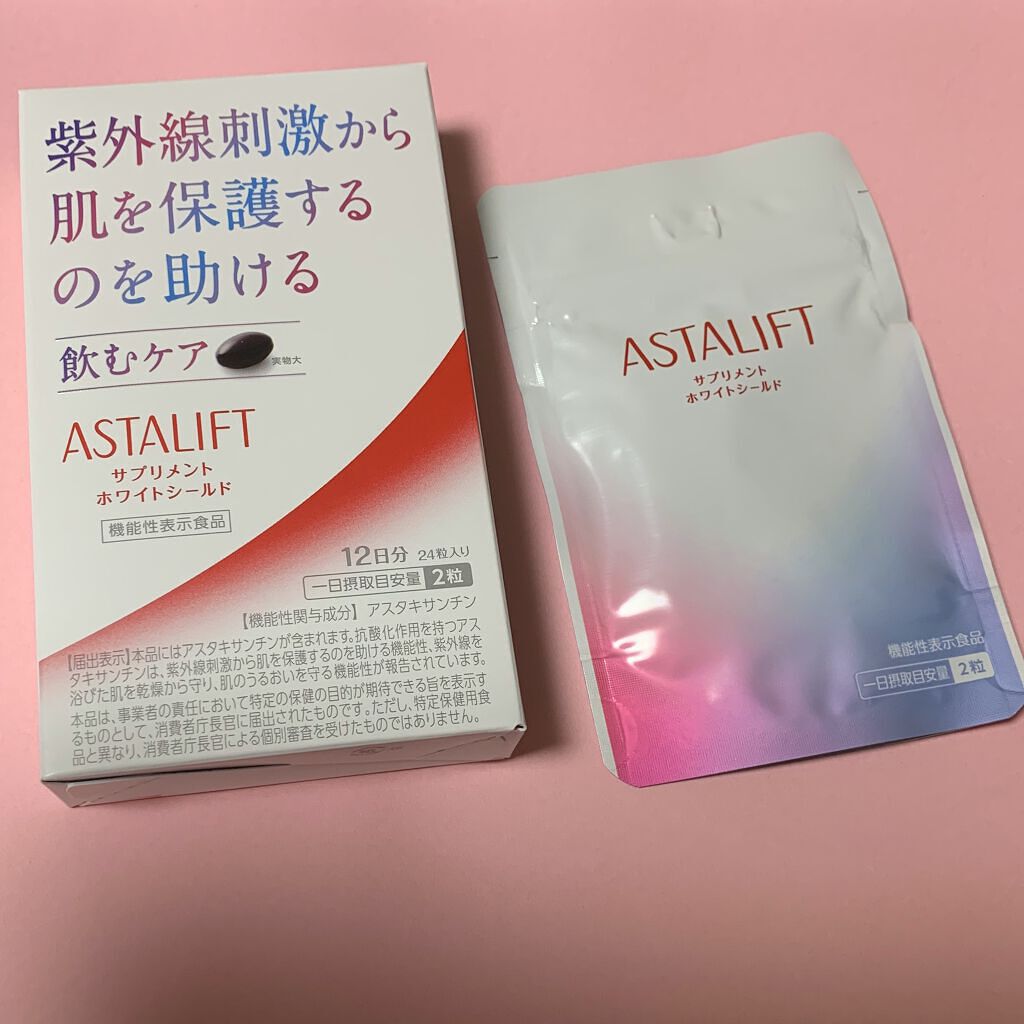 紫外線刺激から
肌を保護する
のを助ける
飲むケア
実物大
ASTALIFT
サプリメント
ホワイトシールド
機能性表示食品
12日分 24粒入り
一日摂取目安量 2粒
【機能性関与成分】 アスタキサンチン
【届出表示】本品にはアスタキサンチンが含まれます。抗酸化作用を持つアス
タキサンチンは、紫外線刺激から肌を保護するのを助ける機能性、紫外線を
浴びた肌を乾燥から守り、肌のうるおいを守る機能性が報告されています。
本品は、事業者の責任において特定の保健の目的が期待できる旨を表示す
るものとして、消費者庁長官に届出されたものです。ただし、特定保健用食
品と異なり、消費者庁長官による個別審査を受けたものではありません。
ASTALIFT
サプリメント
ホワイトシールド
機能性表示食品
一日摂取目安量 2粒